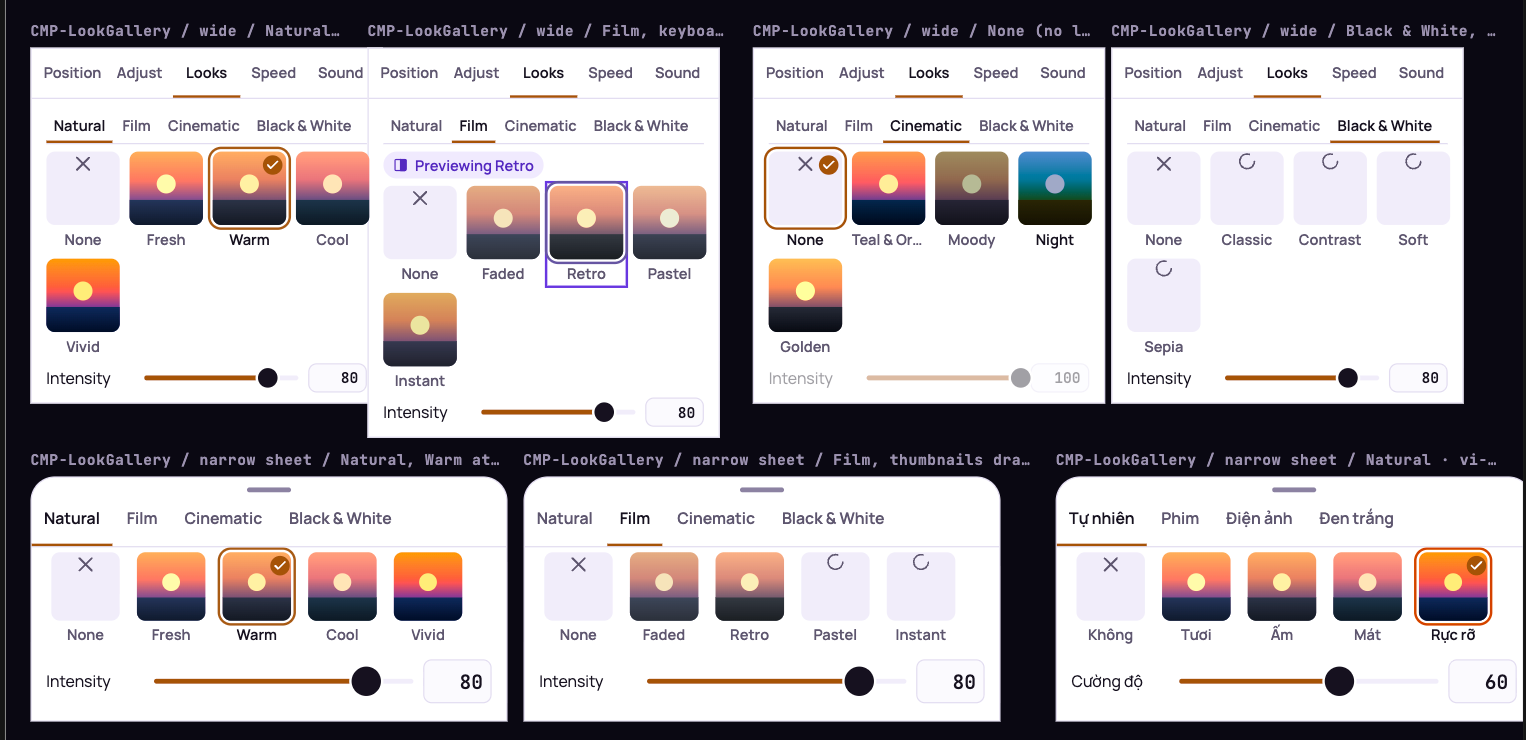 CMP-LookGallery / wide / Natural…
Position Adjust Looks Speed Sound
Natural Film Cinematic Black & White
None Fresh Warm Cool
Vivid
Intensity 80
CMP-LookGallery / wide / Film, keyboa…
Position Adjust Looks Speed Sound
Natural Film Cinematic Black & White
Previewing Retro
None Faded Retro Pastel
Instant
Intensity 80
CMP-LookGallery / wide / None (no l…
Position Adjust Looks Speed Sound
Natural Film Cinematic Black & White
None Teal & Or… Moody Night
Golden
Intensity 100
CMP-LookGallery / wide / Black & White, …
Position Adjust Looks Speed Sound
Natural Film Cinematic Black & White
None Classic Contrast Soft
Sepia
Intensity 80
CMP-LookGallery / narrow sheet / Natural, Warm at…
Natural Film Cinematic Black & White
None Fresh Warm Cool Vivid
Intensity 80
CMP-LookGallery / narrow sheet / Film, thumbnails dra…
Natural Film Cinematic Black & White
None Faded Retro Pastel Instant
Intensity 80
CMP-LookGallery / narrow sheet / Natural · vi-…
Tự nhiên Phim Điện ảnh Đen trắng
Không Tươi Ấm Mát Rực rỡ
Cường độ 60